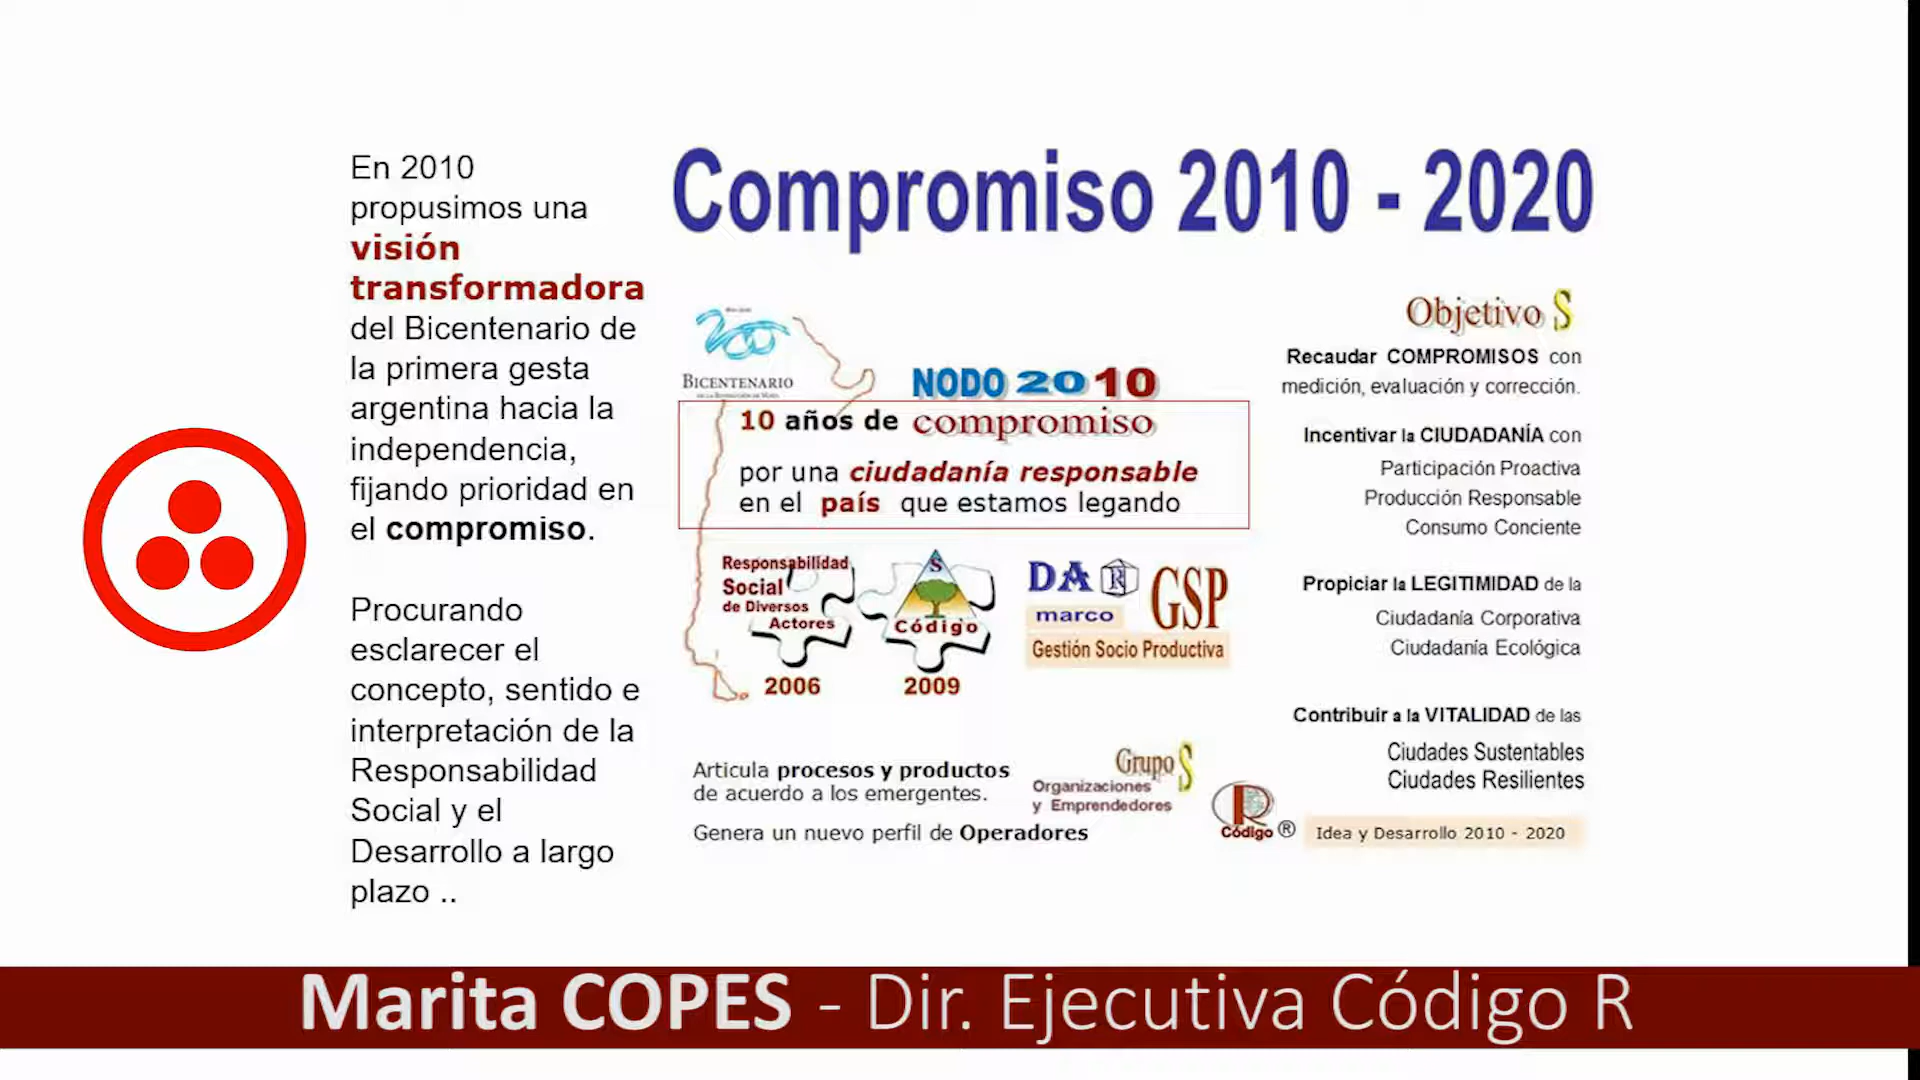 En 2010
propusimos una
visión
transformadora
del Bicentenario de
la primera gesta
argentina hacia la
independencia,
fijando prioridad en
el compromiso.
Procurando
esclarecer el
concepto, sentido e
interpretación de la
Responsabilidad
Social y el
Desarrollo a largo
plazo ..
Compromiso 2010 - 2020
200
BICENTENARIO
NODO 2010
10 años de compromiso
por una ciudadanía responsable
en el país que estamos legando
Responsabilidad
Social
de Diversos
Actores
2006
S
Código
2009
DA R
marco
GSP
Gestión Socio Productiva
Articula procesos y productos
de acuerdo a los emergentes.
Genera un nuevo perfil de Operadores
Grupo S
Organizaciones
y Emprendedores
Objetivo S
Recaudar COMPROMISOS con
medición, evaluación y corrección.
Incentivar la CIUDADANÍA con
Participación Proactiva
Producción Responsable
Consumo Conciente
Propiciar la LEGITIMIDAD de la
Ciudadanía Corporativa
Ciudadanía Ecológica
Contribuir a la VITALIDAD de las
Ciudades Sustentables
Ciudades Resilientes
R
Código ®
Idea y Desarrollo 2010 - 2020
Marita COPES - Dir. Ejecutiva Código R